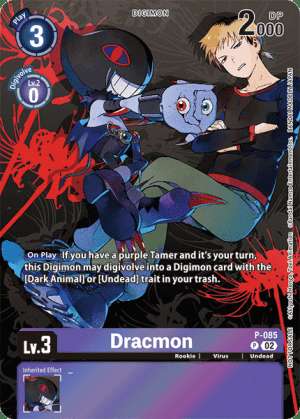 DIGIMON
Play
3
DP
2000
Digivolve
Lv.2
0
On Play If you have a purple Tamer and it's your turn,
this Digimon may digivolve into a Digimon card with the
[Dark Animal] or [Undead] trait in your trash.
Lv.3
Dracmon
P-085
P 02
Rookie | Virus | Undead
Inherited Effect
–